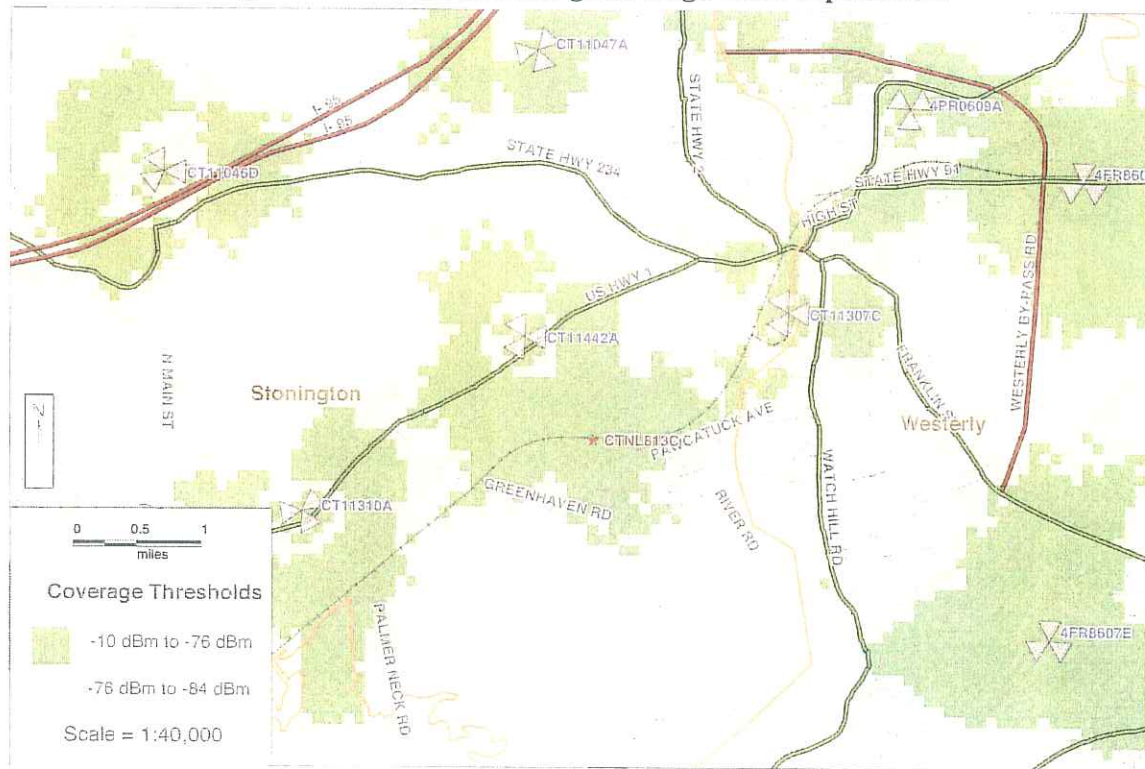 CT11047A
I-95
I-95
STATE HWY 2
4PR0609A
CT11046D
STATE HWY 234
STATE HWY 91
4FR860
HIGH ST
US HWY 1
CT11307C
CT11442A
WESTERLY BY-PASS RD
N MAIN ST
Stonington
FRANKLIN S
Westerly
CTNL813C
PAWCATUCK AVE
WATCH HILL RD
GREENHAVEN RD
CT11310A
RIVER RD
0 0.5 1
miles
Coverage Thresholds
-10 dBm to -76 dBm
-76 dBm to -84 dBm
Scale = 1:40,000
PALMER NECK RD
4FR8607E